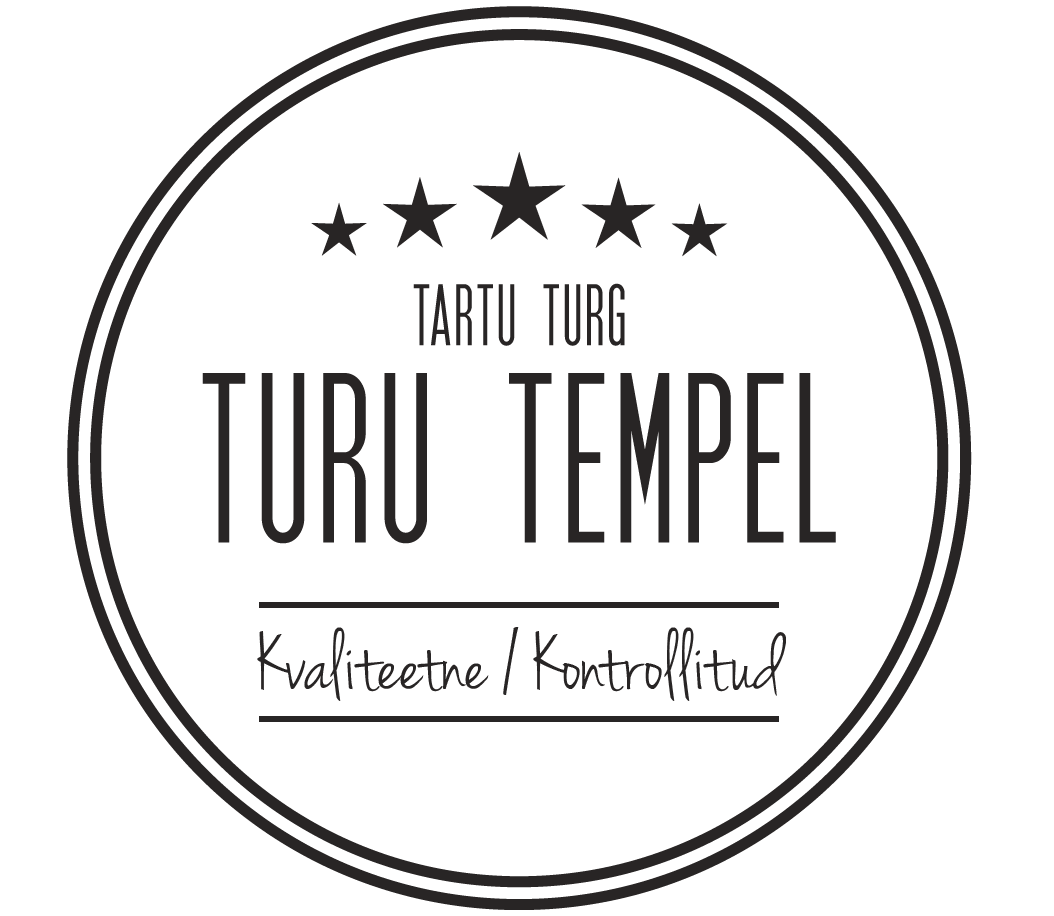 TARTU TURG
TURU TEMPEL
Kvaliteetne / Kontrollitud